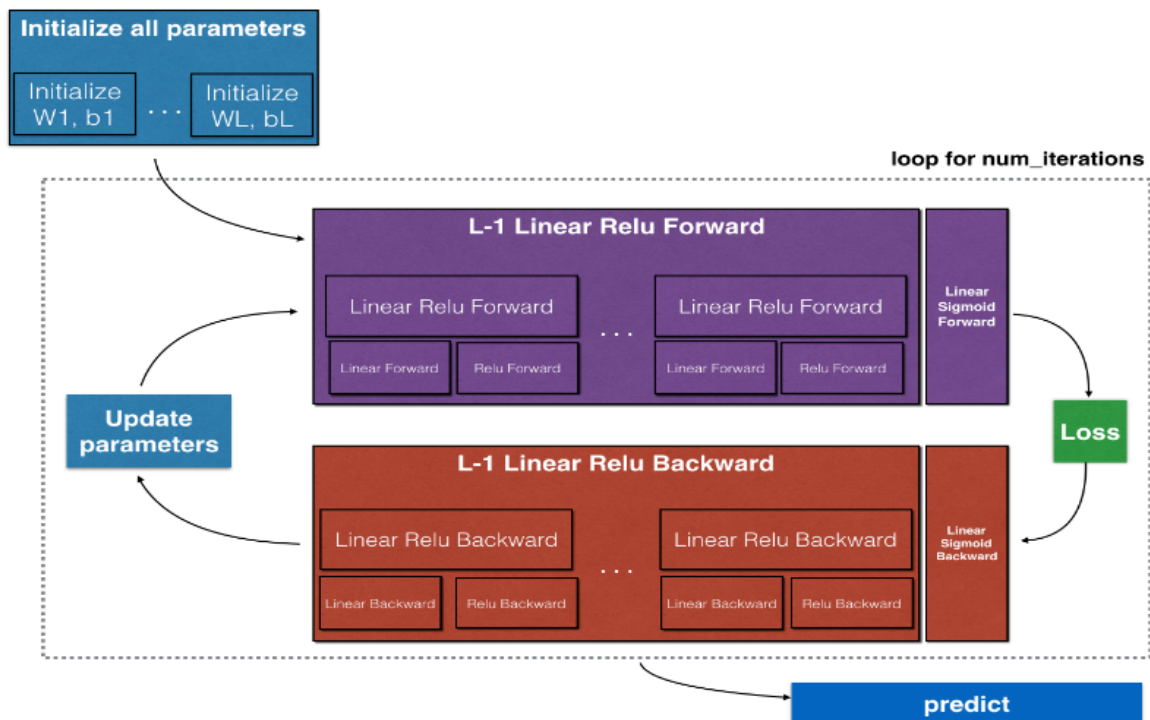 Initialize all parameters
Initialize
W1, b1
. . .
Initialize
WL, bL
loop for num_iterations
L-1 Linear Relu Forward
Linear Relu Forward
. . .
Linear Relu Forward
Linear Forward
Relu Forward
Linear Forward
Relu Forward
Linear
Sigmoid
Forward
Update
parameters
Loss
L-1 Linear Relu Backward
Linear Relu Backward
. . .
Linear Relu Backward
Linear Backward
Relu Backward
Linear Backward
Relu Backward
Linear
Sigmoid
Backward
predict